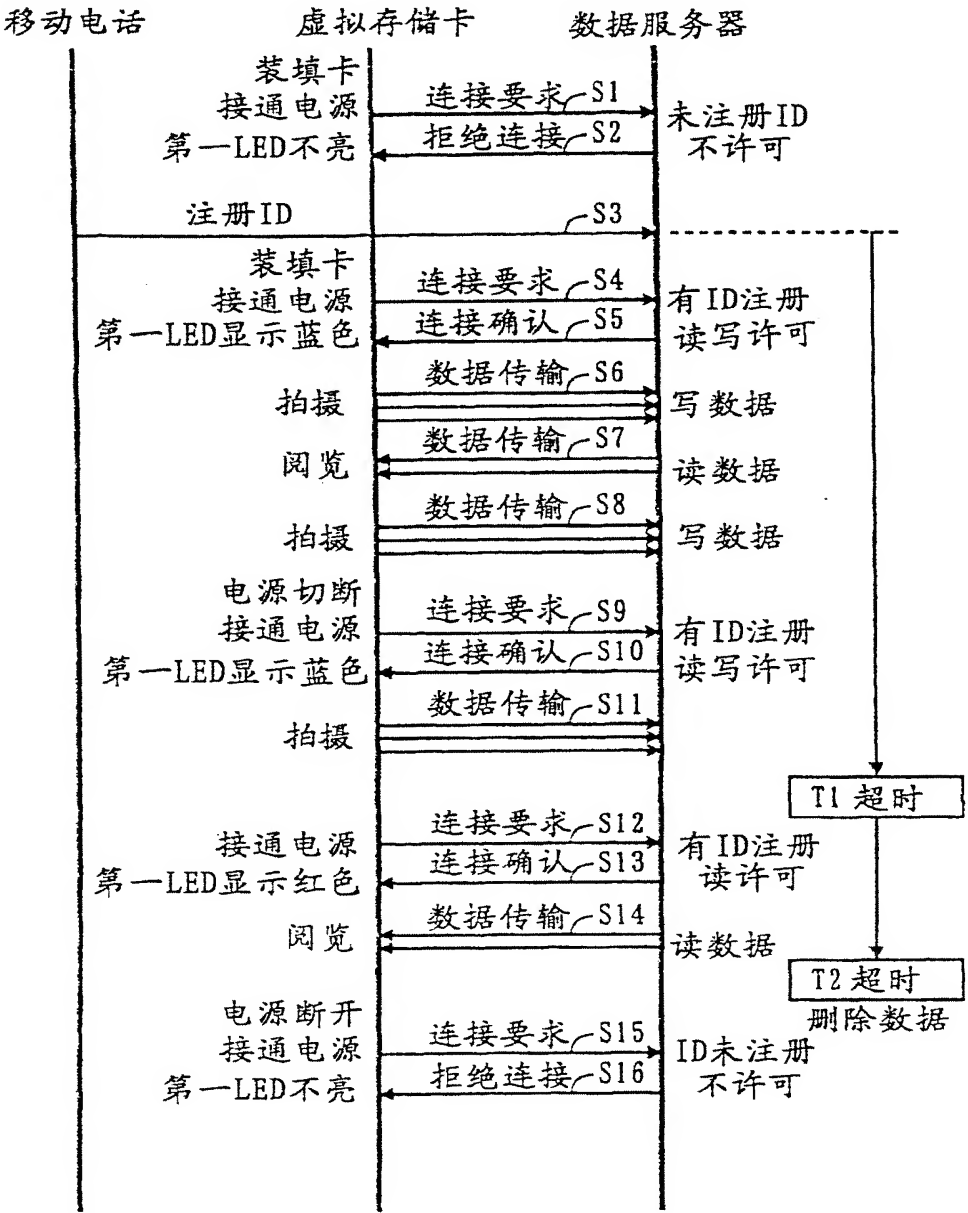 移动电话 虚拟存储卡 数据服务器
装填卡
接通电源 连接要求 S1 未注册ID
第一LED不亮 拒绝连接 S2 不许可
注册ID S3
装填卡
接通电源 连接要求 S4 有ID注册
第一LED显示蓝色 连接确认 S5 读写许可
数据传输 S6
拍摄 写数据
数据传输 S7
阅览 读数据
数据传输 S8
拍摄 写数据
电源切断
接通电源 连接要求 S9 有ID注册
第一LED显示蓝色 连接确认 S10 读写许可
数据传输 S11
拍摄
T1 超时
接通电源 连接要求 S12 有ID注册
第一LED显示红色 连接确认 S13 读许可
数据传输 S14
阅览 读数据
T2 超时
删除数据
电源断开
接通电源 连接要求 S15 ID未注册
第一LED不亮 拒绝连接 S16 不许可